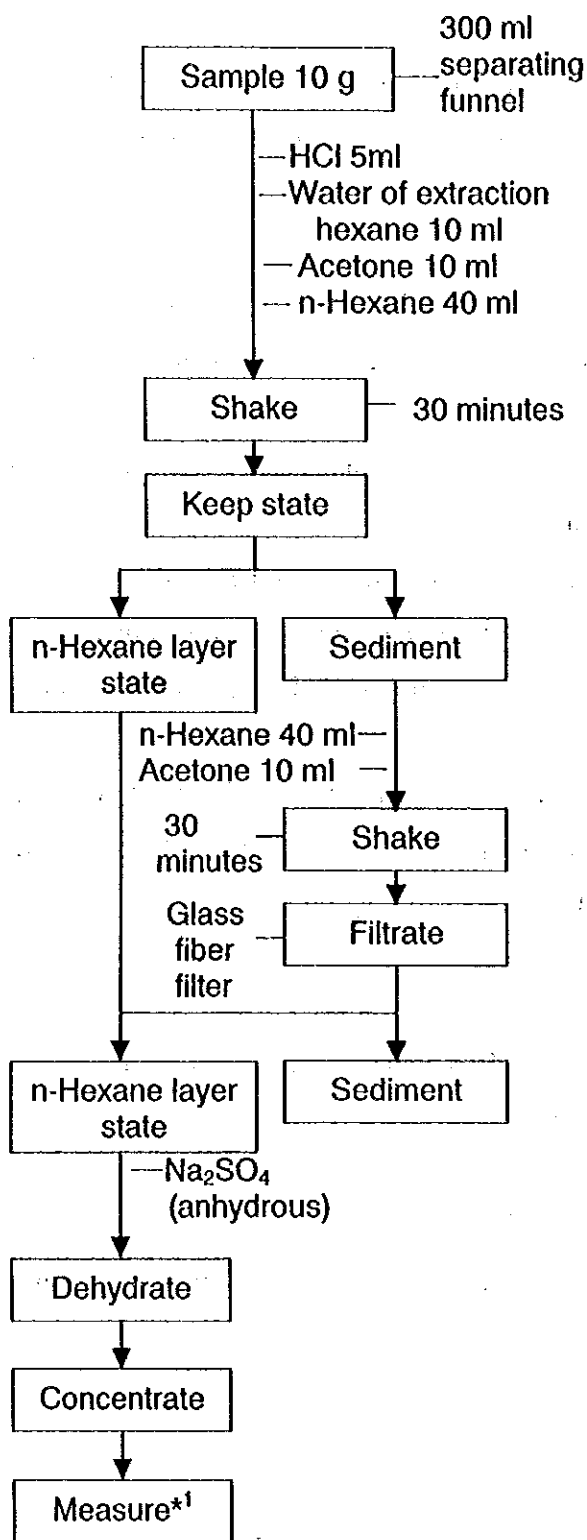 Sample 10 g
300 ml
separating
funnel
HCl 5ml
Water of extraction
hexane 10 ml
Acetone 10 ml
n-Hexane 40 ml
Shake
30 minutes
Keep state
n-Hexane layer
state
Sediment
n-Hexane 40 ml
Acetone 10 ml
30
minutes
Shake
Glass
fiber
filter
Filtrate
n-Hexane layer
state
Sediment
Na₂SO₄
(anhydrous)
Dehydrate
Concentrate
Measure*¹